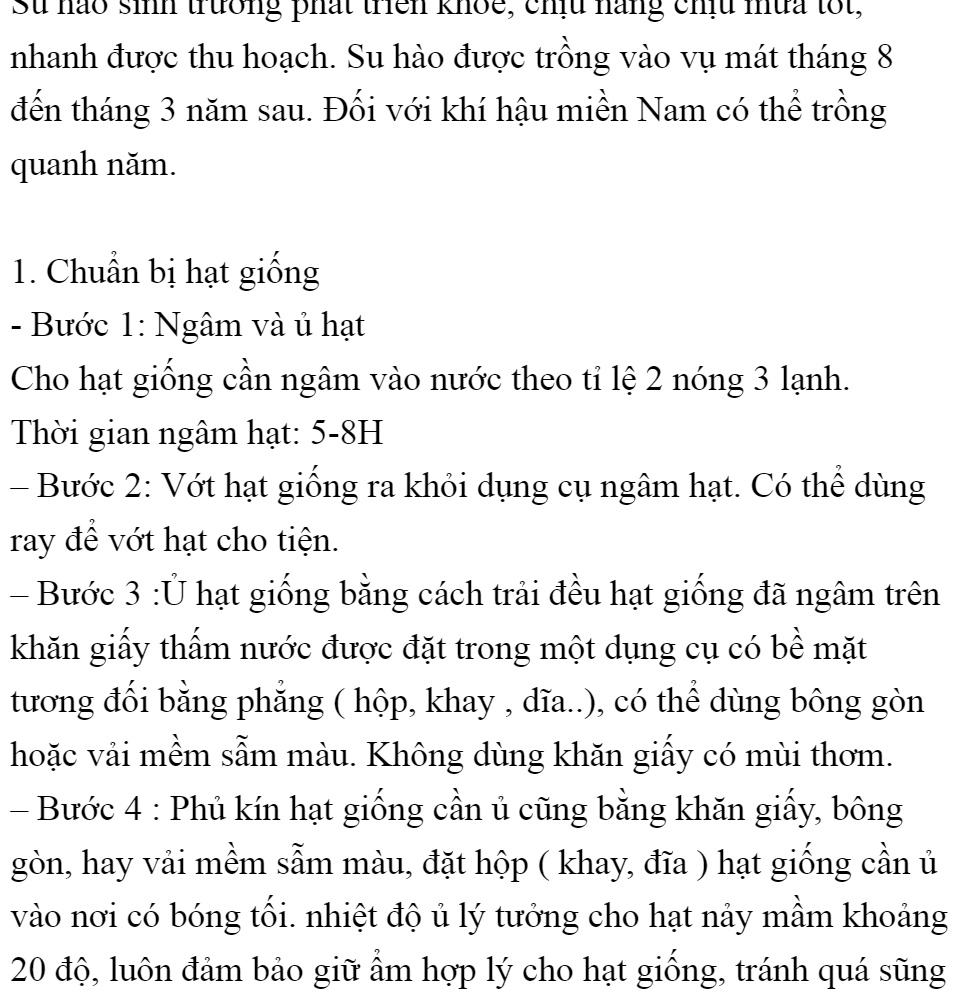 Su hào sinh trưởng phát triển khỏe, chịu nắng chịu mưa tốt,
nhanh được thu hoạch. Su hào được trồng vào vụ mát tháng 8
đến tháng 3 năm sau. Đối với khí hậu miền Nam có thể trồng
quanh năm.
1. Chuẩn bị hạt giống
- Bước 1: Ngâm và ủ hạt
Cho hạt giống cần ngâm vào nước theo tỉ lệ 2 nóng 3 lạnh.
Thời gian ngâm hạt: 5-8H
– Bước 2: Vớt hạt giống ra khỏi dụng cụ ngâm hạt. Có thể dùng
ray để vớt hạt cho tiện.
– Bước 3 :Ủ hạt giống bằng cách trải đều hạt giống đã ngâm trên
khăn giấy thấm nước được đặt trong một dụng cụ có bề mặt
tương đối bằng phẳng ( hộp, khay , dĩa..), có thể dùng bông gòn
hoặc vải mềm sẫm màu. Không dùng khăn giấy có mùi thơm.
– Bước 4 : Phủ kín hạt giống cần ủ cũng bằng khăn giấy, bông
gòn, hay vải mềm sẫm màu, đặt hộp ( khay, đĩa ) hạt giống cần ủ
vào nơi có bóng tối. nhiệt độ ủ lý tưởng cho hạt nảy mầm khoảng
20 độ, luôn đảm bảo giữ ẩm hợp lý cho hạt giống, tránh quá sũng